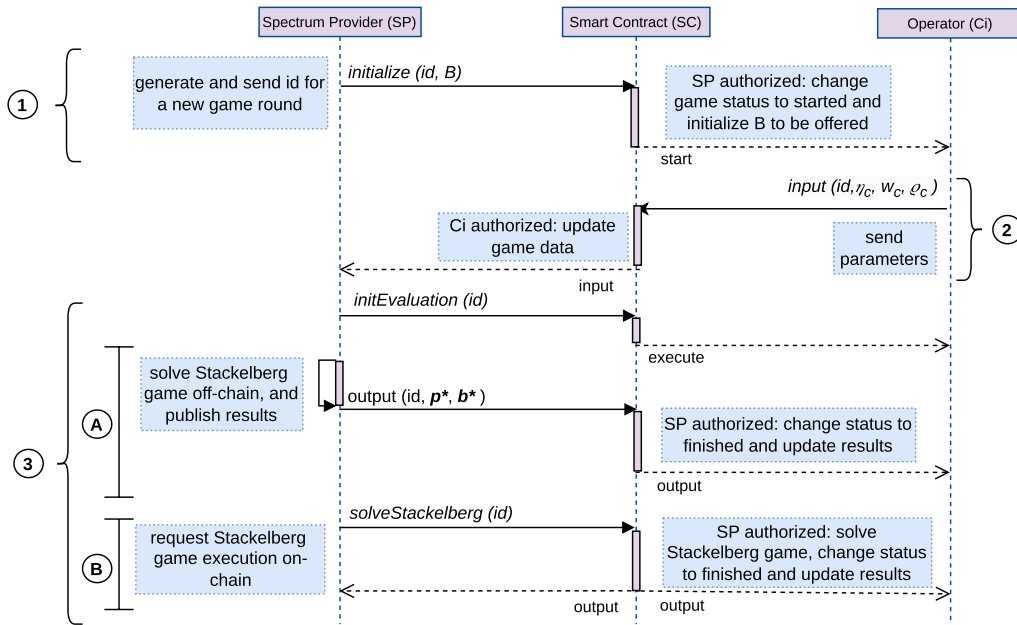 Spectrum Provider (SP)
Smart Contract (SC)
Operator (Ci)
1
generate and send id for
a new game round
initialize (id, B)
SP authorized: change
game status to started and
initialize B to be offered
start
input (id,η_c, w_c, ϱ_c )
2
Ci authorized: update
game data
send
parameters
input
3
initEvaluation (id)
execute
A
solve Stackelberg
game off-chain, and
publish results
output (id, p*, b* )
SP authorized: change status to
finished and update results
output
B
solveStackelberg (id)
request Stackelberg
game execution on-
chain
SP authorized: solve
Stackelberg game, change status
to finished and update results
output
output